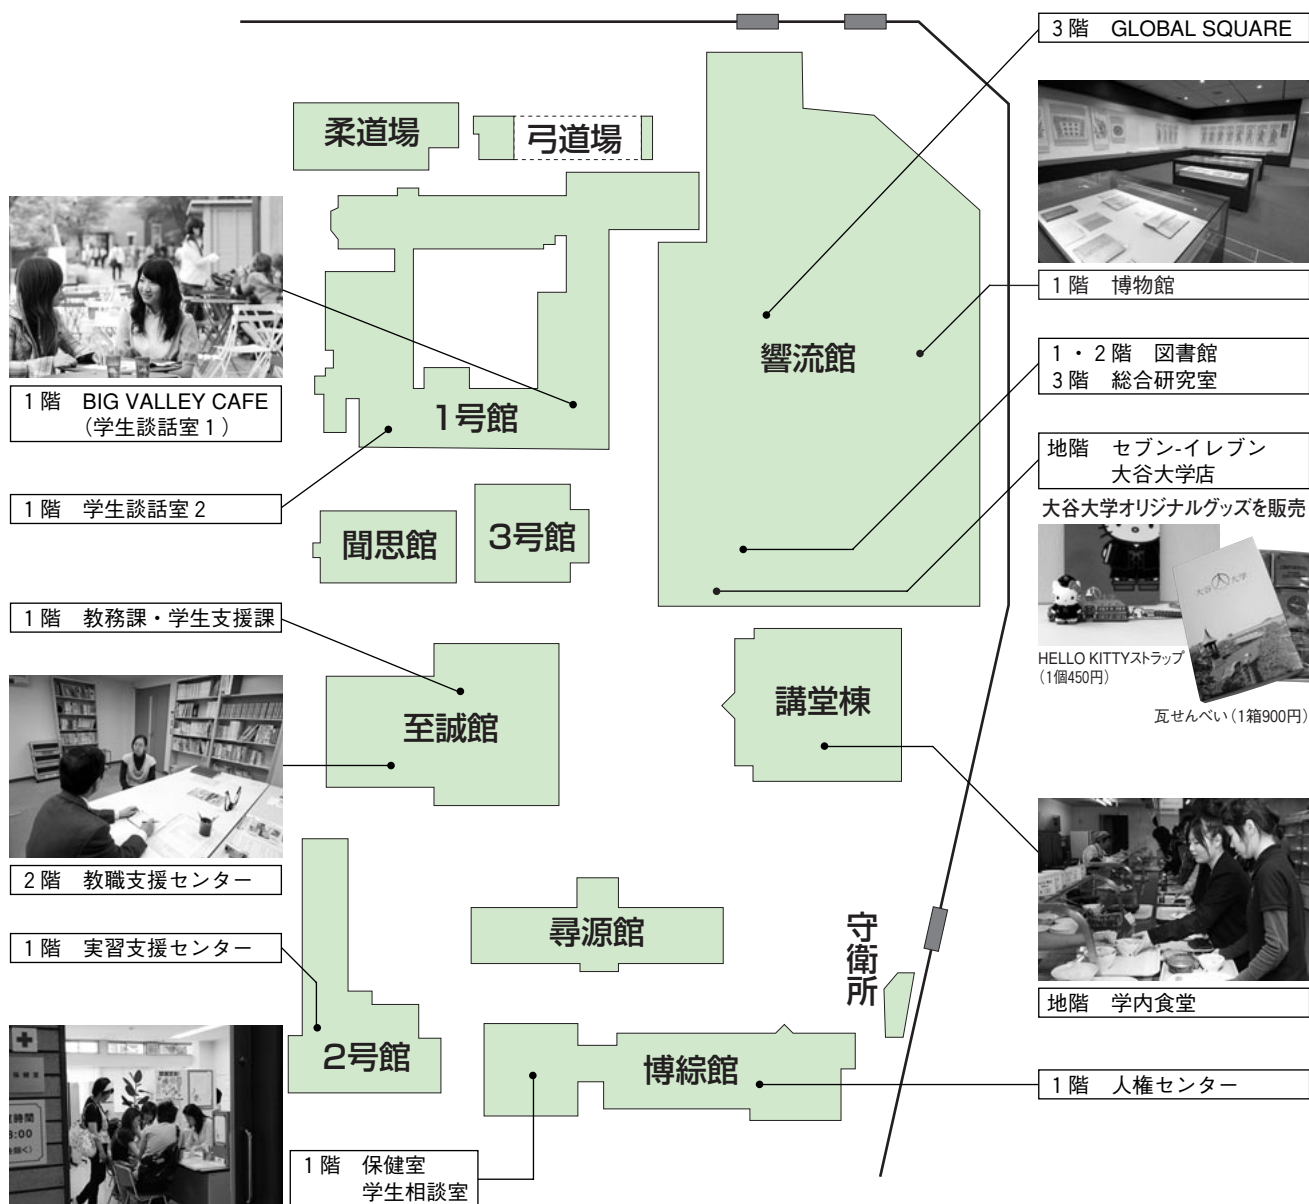 3階 GLOBAL SQUARE
柔道場
弓道場
1階 博物館
響流館
1・2階 図書館
3階 総合研究室
1階 BIG VALLEY CAFE
(学生談話室1)
1号館
地階 セブン-イレブン
大谷大学店
大谷大学オリジナルグッズを販売
1階 学生談話室2
聞思館
3号館
大谷大学
HELLO KITTYストラップ
(1個450円)
瓦せんべい(1箱900円)
1階 教務課・学生支援課
至誠館
講堂棟
2階 教職支援センター
1階 実習支援センター
尋源館
守衛所
地階 学内食堂
2号館
博綜館
1階 人権センター
保健室
1階 保健室
学生相談室